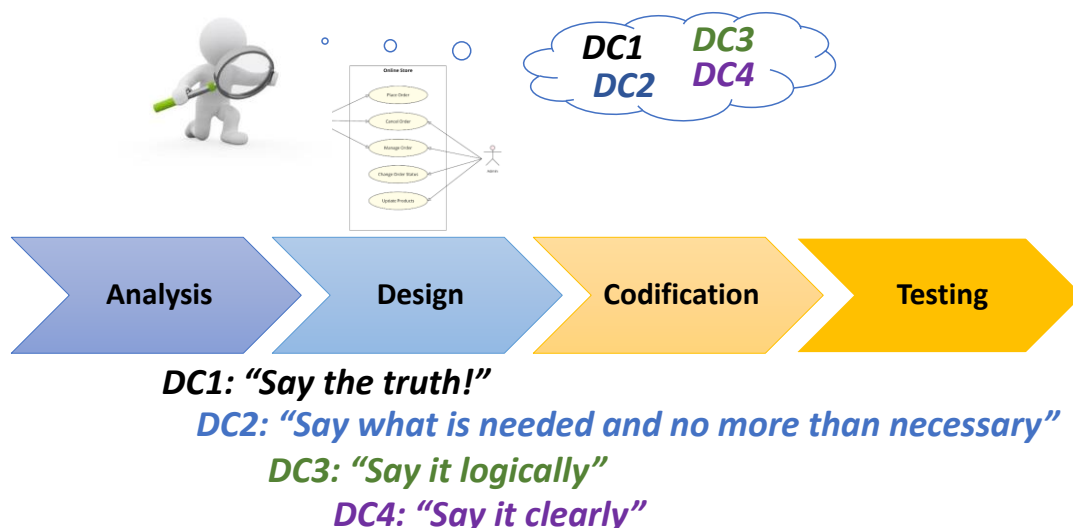 DC1
DC3
DC2
DC4
Online Store
Place Order
Cancel Order
Manage Order
Change Order Status
Update Products
Admin
Analysis
Design
Codification
Testing
DC1: “Say the truth!”
DC2: “Say what is needed and no more than necessary”
DC3: “Say it logically”
DC4: “Say it clearly”